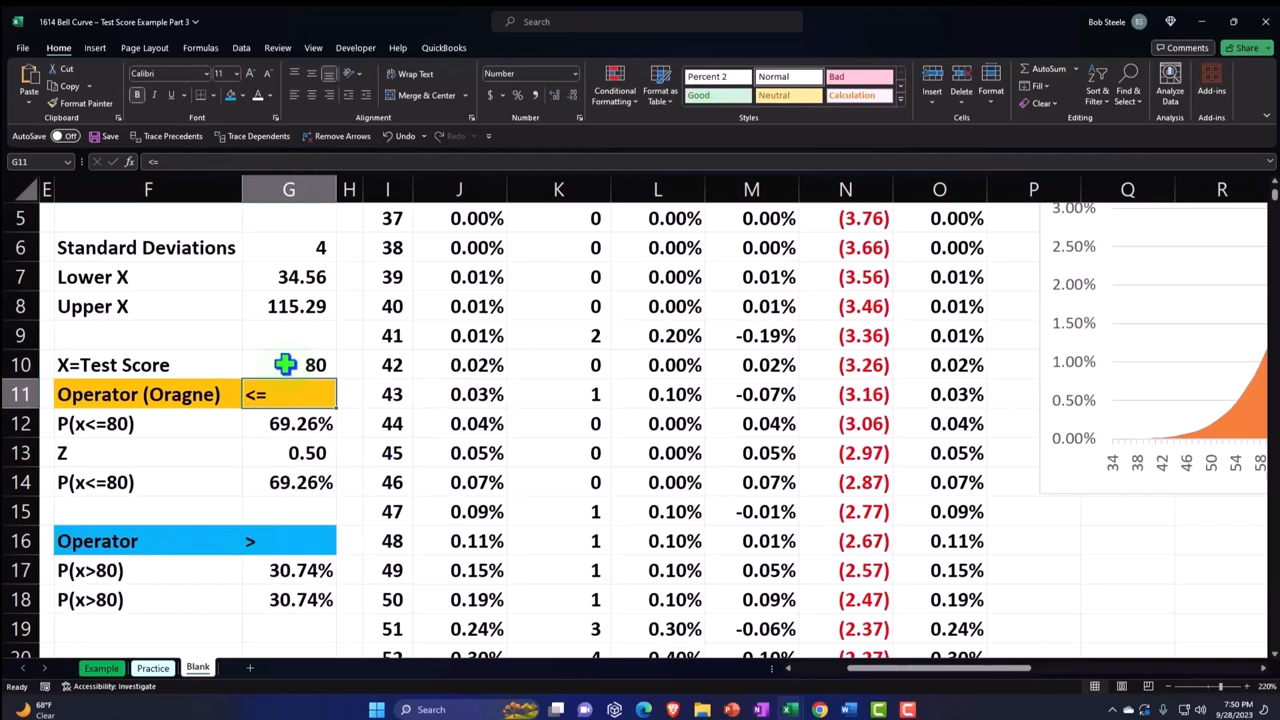 1614 Bell Curve – Test Score Example Part 3
Search
Bob Steele
BS
File Home Insert Page Layout Formulas Data Review View Developer Help QuickBooks
Comments
Share
Paste
Cut
Copy
Format Painter
Clipboard
Calibri
11
B I U
Font
Wrap Text
Merge & Center
Alignment
Number
$ % ,
Number
Conditional Formatting
Format as Table
Percent 2
Normal
Bad
Good
Neutral
Calculation
Styles
Insert
Delete
Format
Cells
AutoSum
Fill
Clear
Sort & Filter
Find & Select
Editing
Analyze Data
Analysis
Add-ins
Add-ins
AutoSave Off Save Trace Precedents Trace Dependents Remove Arrows Undo Redo
G11 fx <=
E F G H I J K L M N O P Q R
5 37 0.00% 0 0.00% 0.00% (3.76) 0.00%
6 Standard Deviations 4 38 0.00% 0 0.00% 0.00% (3.66) 0.00%
7 Lower X 34.56 39 0.01% 0 0.00% 0.01% (3.56) 0.01%
8 Upper X 115.29 40 0.01% 0 0.00% 0.01% (3.46) 0.01%
9 41 0.01% 2 0.20% -0.19% (3.36) 0.01%
10 X=Test Score 80 42 0.02% 0 0.00% 0.02% (3.26) 0.02%
11 Operator (Oragne) <= 43 0.03% 1 0.10% -0.07% (3.16) 0.03%
12 P(x<=80) 69.26% 44 0.04% 0 0.00% 0.04% (3.06) 0.04%
13 Z 0.50 45 0.05% 0 0.00% 0.05% (2.97) 0.05%
14 P(x<=80) 69.26% 46 0.07% 0 0.00% 0.07% (2.87) 0.07%
15 47 0.09% 1 0.10% -0.01% (2.77) 0.09%
16 Operator > 48 0.11% 1 0.10% 0.01% (2.67) 0.11%
17 P(x>80) 30.74% 49 0.15% 1 0.10% 0.05% (2.57) 0.15%
18 P(x>80) 30.74% 50 0.19% 1 0.10% 0.09% (2.47) 0.19%
19 51 0.24% 3 0.30% -0.06% (2.37) 0.24%
52 0.30% 4 0.40% 0.10% (2.27) 0.30%
3.00%
2.50%
2.00%
1.50%
1.00%
0.50%
0.00%
34 38 42 46 50 54 58
Example Practice Blank
Ready Accessibility: Investigate
220%
68°F
Clear
Search
7:50 PM
9/28/2023